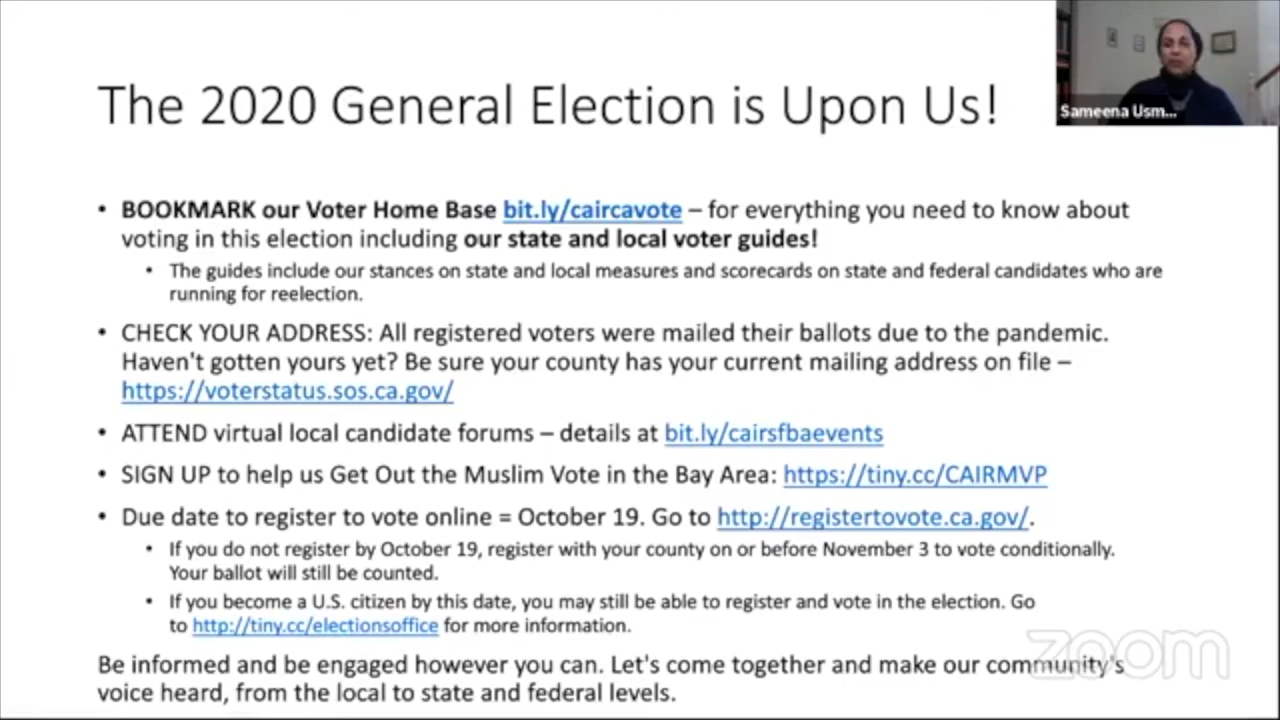 The 2020 General Election is Upon Us!
Sameena Usm...
• BOOKMARK our Voter Home Base bit.ly/caircavote – for everything you need to know about
voting in this election including our state and local voter guides!
• The guides include our stances on state and local measures and scorecards on state and federal candidates who are
running for reelection.
• CHECK YOUR ADDRESS: All registered voters were mailed their ballots due to the pandemic.
Haven't gotten yours yet? Be sure your county has your current mailing address on file –
https://voterstatus.sos.ca.gov/
• ATTEND virtual local candidate forums – details at bit.ly/cairsfbaevents
• SIGN UP to help us Get Out the Muslim Vote in the Bay Area: https://tiny.cc/CAIRMVP
• Due date to register to vote online = October 19. Go to http://registertovote.ca.gov/.
• If you do not register by October 19, register with your county on or before November 3 to vote conditionally.
Your ballot will still be counted.
• If you become a U.S. citizen by this date, you may still be able to register and vote in the election. Go
to http://tiny.cc/electionsoffice for more information.
Be informed and be engaged however you can. Let's come together and make our community's
voice heard, from the local to state and federal levels.
zoom